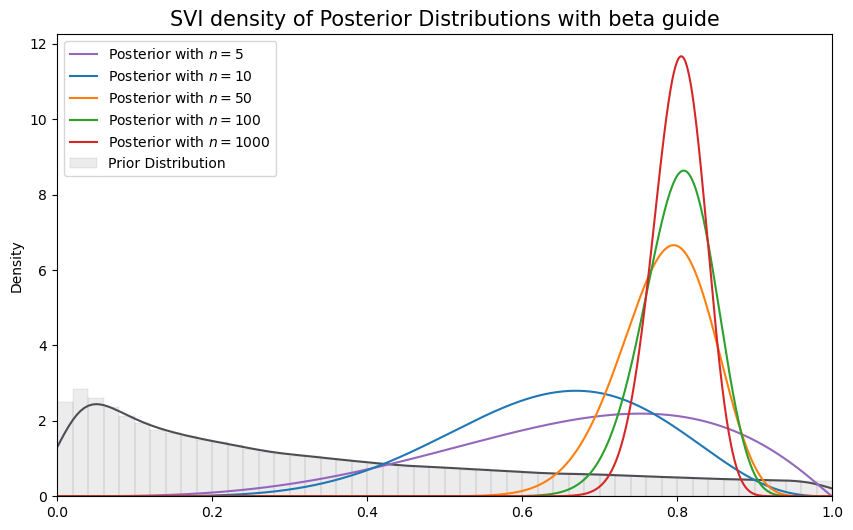 SVI density of Posterior Distributions with beta guide
12
10
8
6
4
2
0
Density
Posterior with n = 5
Posterior with n = 10
Posterior with n = 50
Posterior with n = 100
Posterior with n = 1000
Prior Distribution
0.0 0.2 0.4 0.6 0.8 1.0